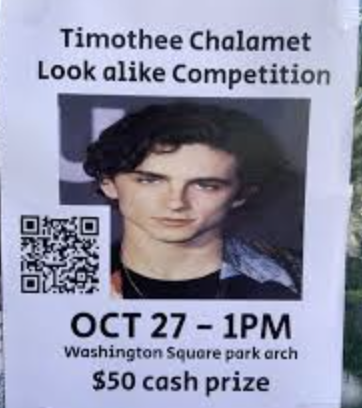 Timothee Chalamet
Look alike Competition
OCT 27 – 1PM
Washington Square park arch
$50 cash prize